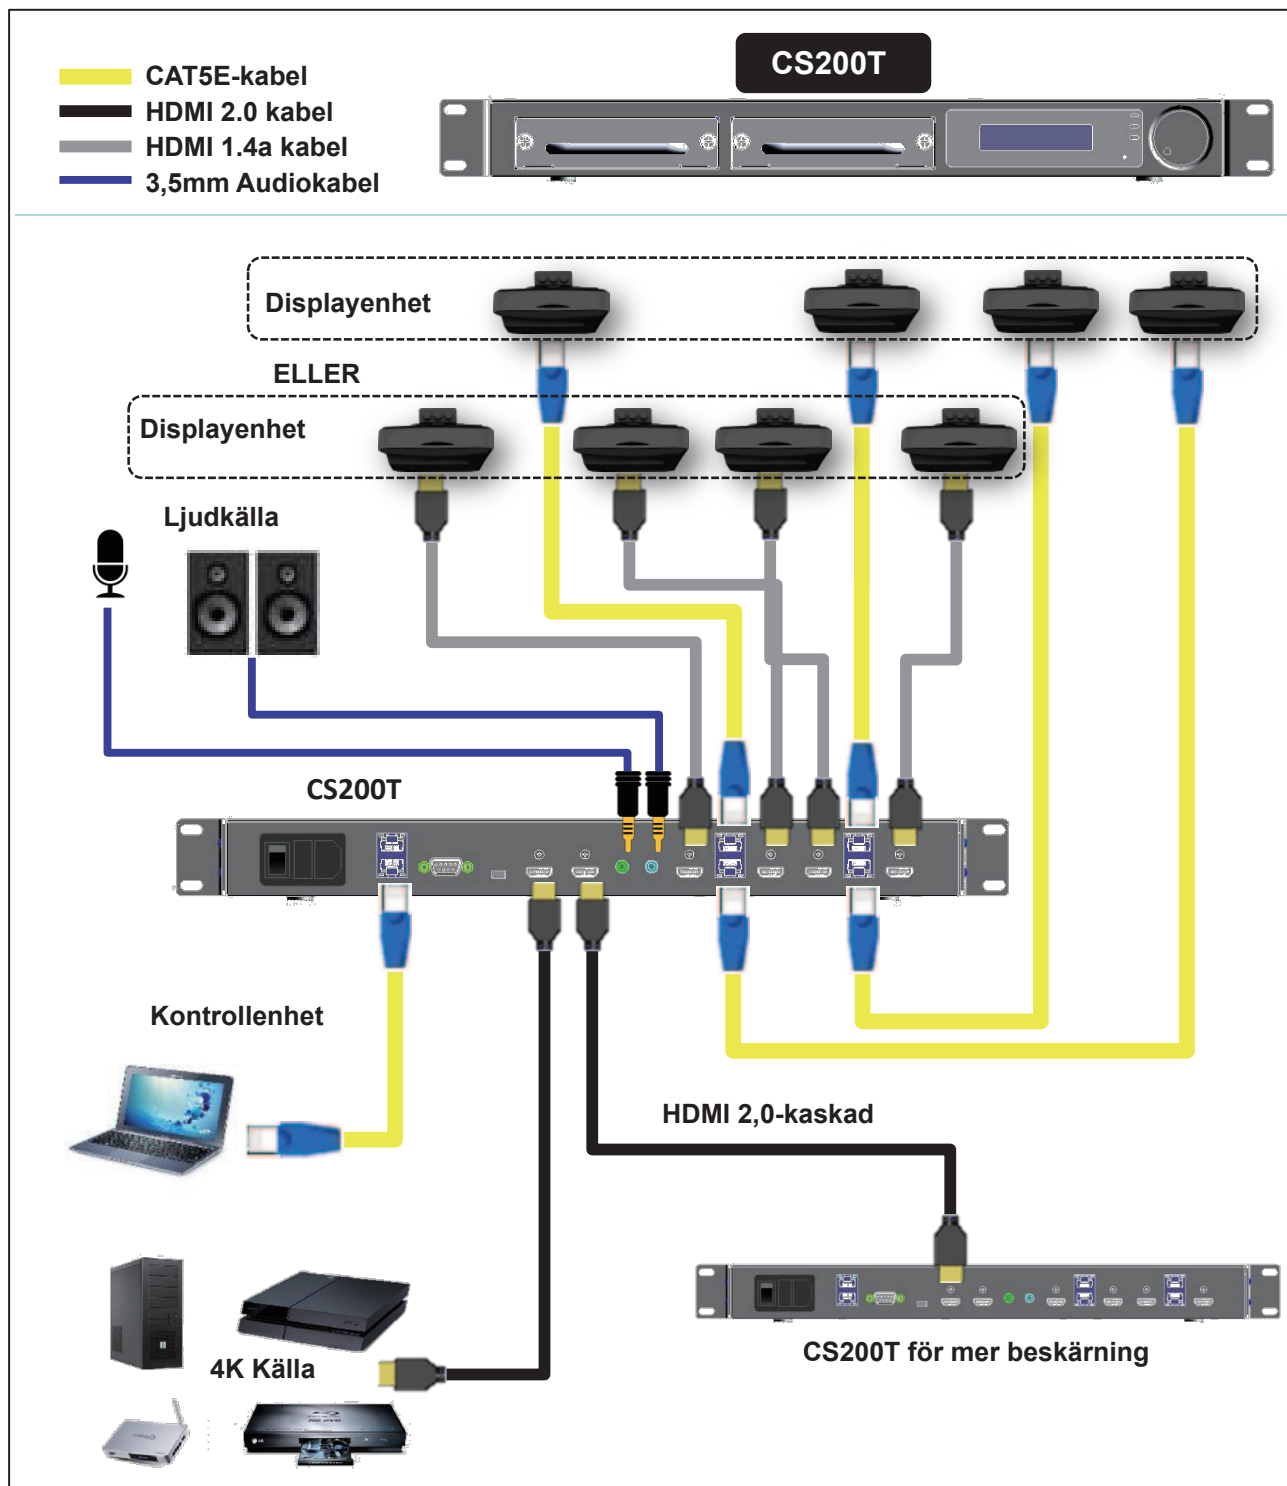 CS200T
CAT5E-kabel
HDMI 2.0 kabel
HDMI 1.4a kabel
3,5mm Audiokabel
Displayenhet
ELLER
Displayenhet
Ljudkälla
CS200T
Kontrollenhet
HDMI 2,0-kaskad
4K Källa
CS200T för mer beskärning